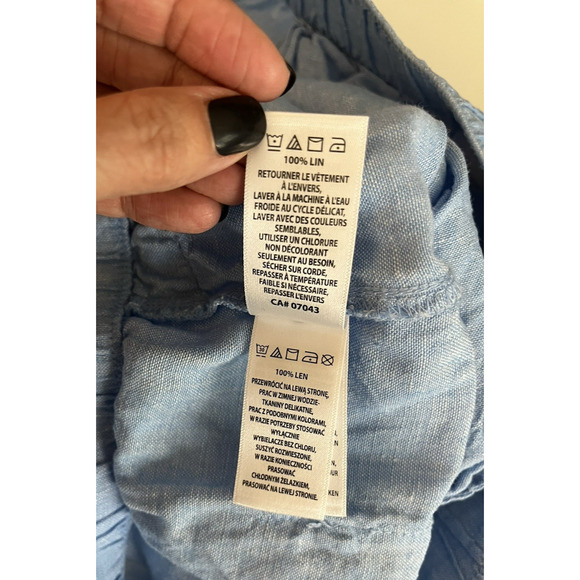 100% LIN
RETOURNER LE VÊTEMENT
À L'ENVERS,
LAVER À LA MACHINE À L'EAU
FROIDE AU CYCLE DÉLICAT,
LAVER AVEC DES COULEURS
SEMBLABLES,
UTILISER UN CHLORURE
NON DÉCOLORANT
SEULEMENT AU BESOIN,
SÉCHER SUR CORDE,
REPASSER À TEMPÉRATURE
FAIBLE SI NÉCESSAIRE,
REPASSER L'ENVERS
CA# 07043
100% LEN
PRZEWRÓCIĆ NA LEWĄ STRONĘ,
PRAC W ZIMNEJ WODZIE-
TKANINY DELIKATNE,
PRAC Z PODOBNYMI KOLORAMI,
W RAZIE POTRZEBY STOSOWAĆ
WYŁĄCZNIE
WYBIELACZE BEZ CHLORU,
SUSZYĆ ROZWIESZONE,
W RAZIE KONIECZNOŚCI
PRASOWAĆ
CHŁODNYM ŻELAZKIEM,
PRASOWAĆ NA LEWEJ STRONIE.